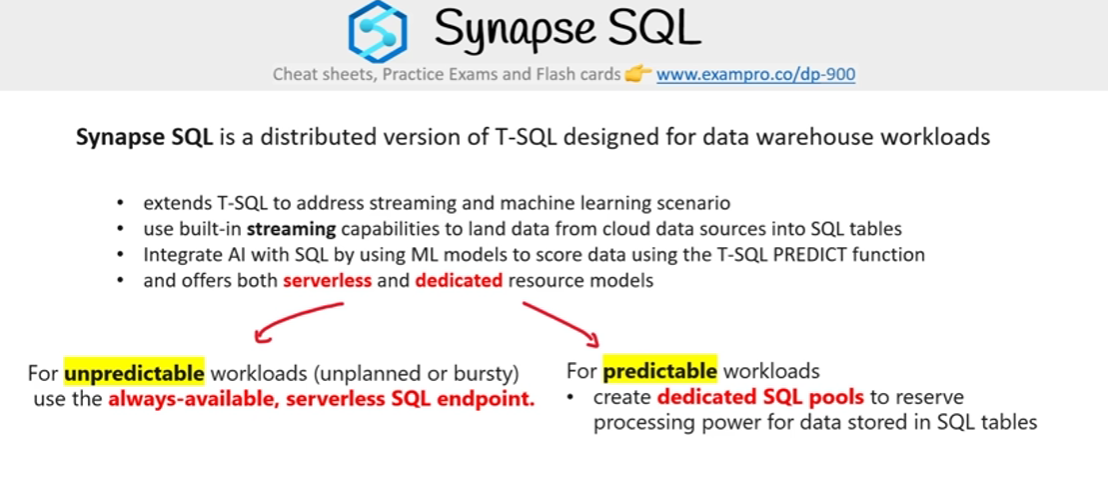 Synapse SQL
Cheat sheets, Practice Exams and Flash cards 👉 www.exampro.co/dp-900
Synapse SQL is a distributed version of T-SQL designed for data warehouse workloads
• extends T-SQL to address streaming and machine learning scenario
• use built-in streaming capabilities to land data from cloud data sources into SQL tables
• Integrate AI with SQL by using ML models to score data using the T-SQL PREDICT function
• and offers both serverless and dedicated resource models
For unpredictable workloads (unplanned or bursty)
use the always-available, serverless SQL endpoint.
For predictable workloads
• create dedicated SQL pools to reserve
processing power for data stored in SQL tables